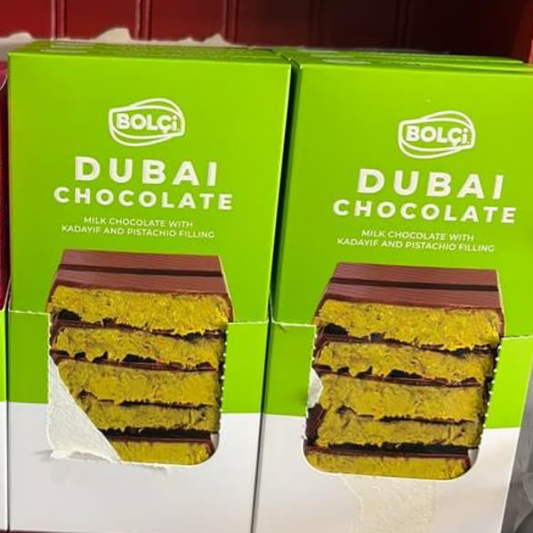 BOLÇi
DUBAI
CHOCOLATE
MILK CHOCOLATE WITH
KADAYIF AND PISTACHIO FILLING
BOLÇi
DUBAI
CHOCOLATE
MILK CHOCOLATE WITH
KADAYIF AND PISTACHIO FILLING